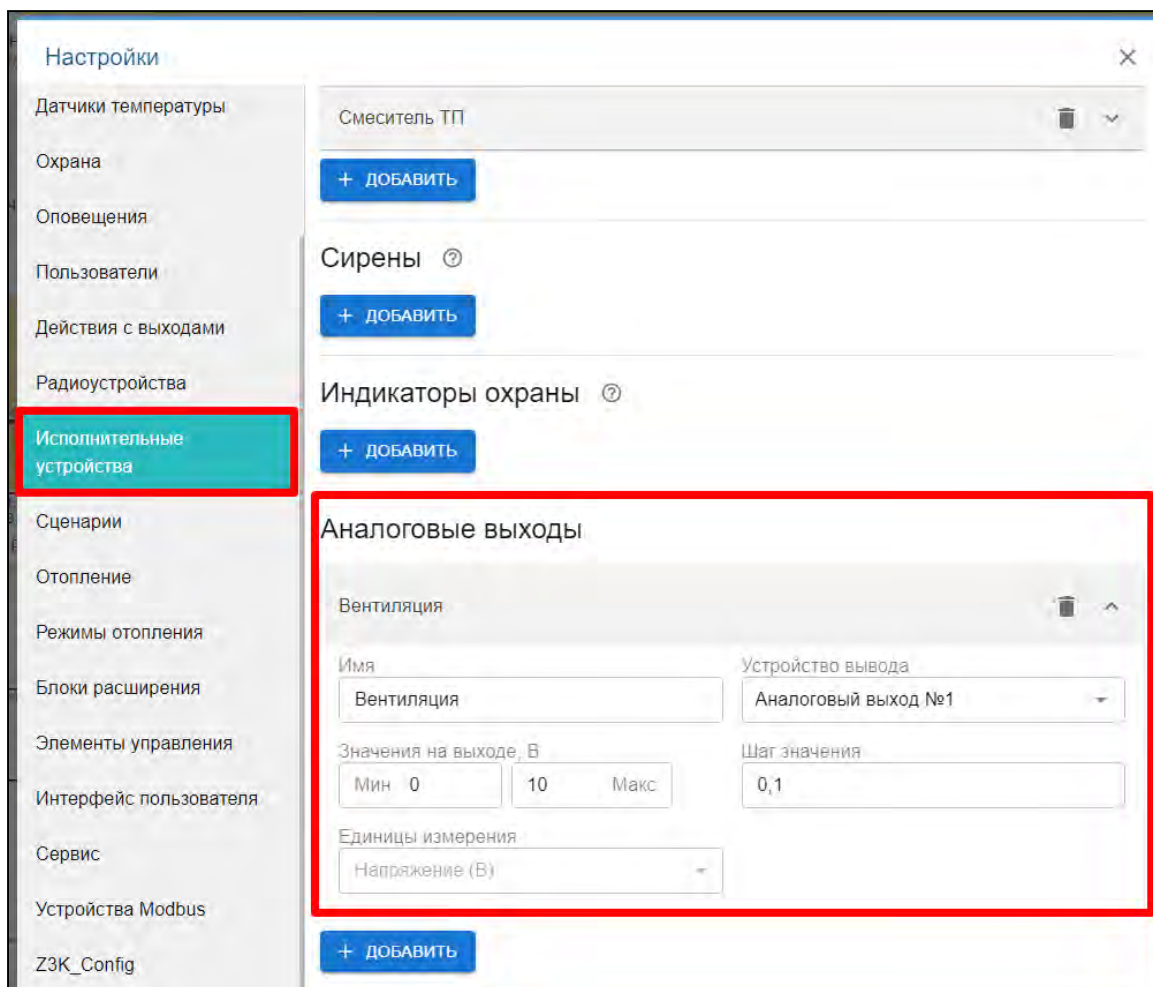 Настройки
Датчики температуры
Охрана
Оповещения
Пользователи
Действия с выходами
Радиоустройства
Исполнительные
устройства
Сценарии
Отопление
Режимы отопления
Блоки расширения
Элементы управления
Интерфейс пользователя
Сервис
Устройства Modbus
Z3K_Config
Смеситель ТП
+ ДОБАВИТЬ
Сирены
+ ДОБАВИТЬ
Индикаторы охраны
+ ДОБАВИТЬ
Аналоговые выходы
Вентиляция
Имя
Вентиляция
Устройство вывода
Аналоговый выход №1
Значения на выходе, В
Мин 0
10 Макс
Шаг значения
0,1
Единицы измерения
Напряжение (В)
+ ДОБАВИТЬ